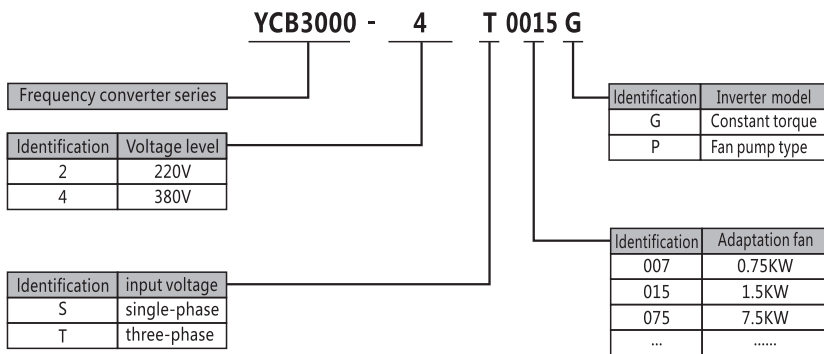 YCB3000 - 4 T 0015 G
Frequency converter series
Identification Voltage level
2 220V
4 380V
Identification input voltage
S single-phase
T three-phase
Identification Inverter model
G Constant torque
P Fan pump type
Identification Adaptation fan
007 0.75KW
015 1.5KW
075 7.5KW
... ......